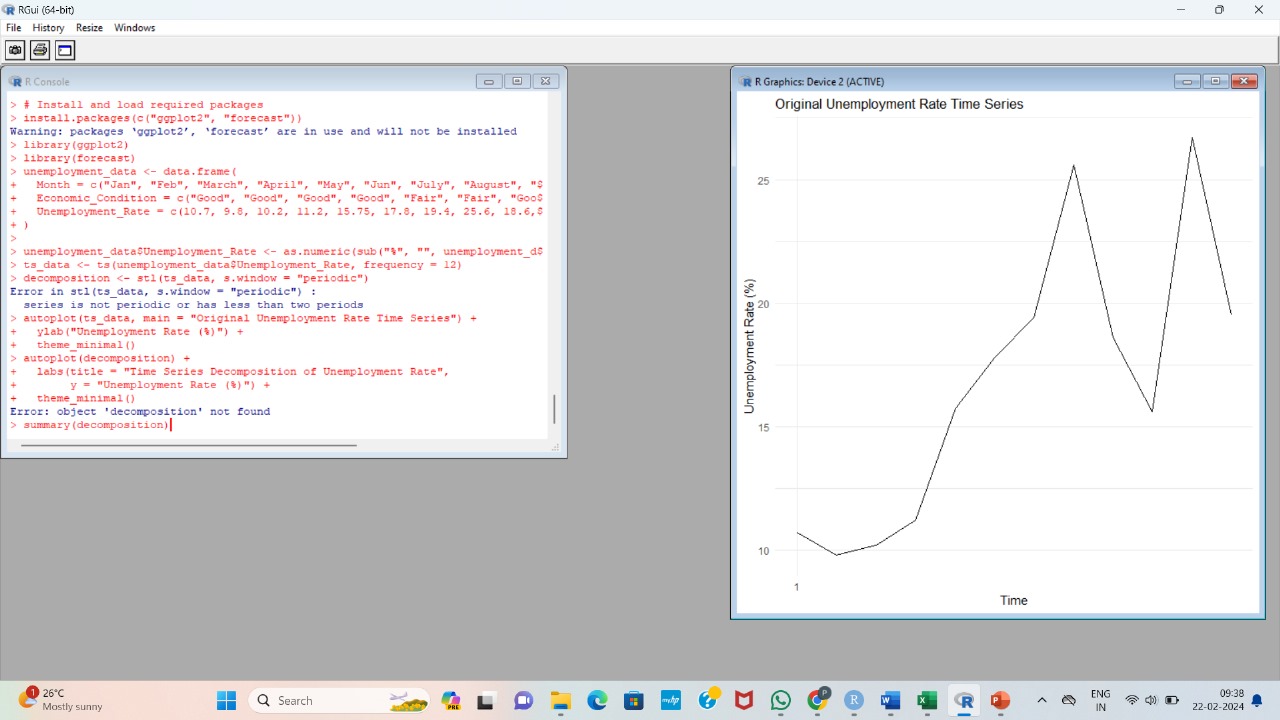 RGui (64-bit)
File History Resize Windows
R Console
> # Install and load required packages
> install.packages(c("ggplot2", "forecast"))
Warning: packages ‘ggplot2’, ‘forecast’ are in use and will not be installed
> library(ggplot2)
> library(forecast)
> unemployment_data <- data.frame(
+   Month = c("Jan", "Feb", "March", "April", "May", "Jun", "July", "August", "$
+   Economic_Condition = c("Good", "Good", "Good", "Good", "Fair", "Fair", "Goo$
+   Unemployment_Rate = c(10.7, 9.8, 10.2, 11.2, 15.75, 17.8, 19.4, 25.6, 18.6,$
+ )
>
> unemployment_data$Unemployment_Rate <- as.numeric(sub("%", "", unemployment_d$
> ts_data <- ts(unemployment_data$Unemployment_Rate, frequency = 12)
> decomposition <- stl(ts_data, s.window = "periodic")
Error in stl(ts_data, s.window = "periodic") :
  series is not periodic or has less than two periods
> autoplot(ts_data, main = "Original Unemployment Rate Time Series") +
+   ylab("Unemployment Rate (%)") +
+   theme_minimal()
> autoplot(decomposition) +
+   labs(title = "Time Series Decomposition of Unemployment Rate",
+        y = "Unemployment Rate (%)") +
+   theme_minimal()
Error: object 'decomposition' not found
> summary(decomposition)
R Graphics: Device 2 (ACTIVE)
Original Unemployment Rate Time Series
Unemployment Rate (%)
25
20
15
10
1
Time
1
26°C
Mostly sunny
Search
PRE
P
ENG
IN
09:38
22-02-2024